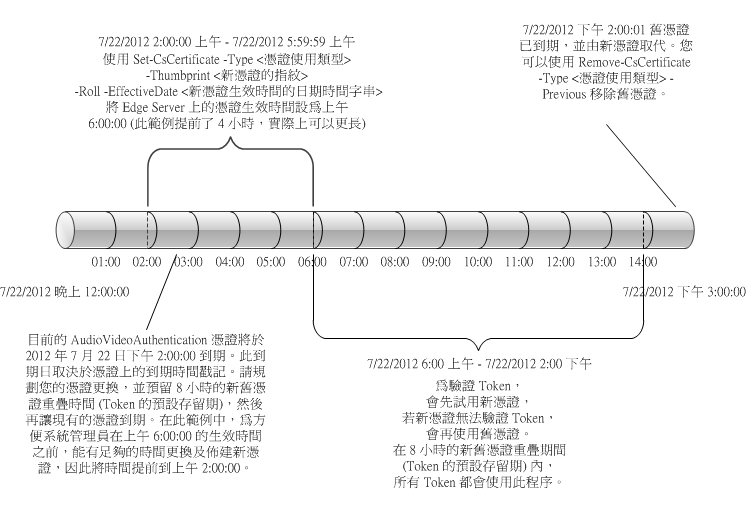 7/22/2012 2:00:00 上午 - 7/22/2012 5:59:59 上午
使用 Set-CsCertificate -Type <憑證使用類型>
-Thumbprint <新憑證的指紋>
-Roll -EffectiveDate <新憑證生效時間的日期時間字串>
將 Edge Server 上的憑證生效時間設為上午
6:00:00 (此範例提前了 4 小時，實際上可以更長)
7/22/2012 下午 2:00:01 舊憑證
已到期，並由新憑證取代。您
可以使用 Remove-CsCertificate
-Type <憑證使用類型> -
Previous 移除舊憑證。
01:00 02:00 03:00 04:00 05:00 06:00 07:00 08:00 09:00 10:00 11:00 12:00 13:00 14:00
7/22/2012 晚上 12:00:00
7/22/2012 下午 3:00:00
目前的 AudioVideoAuthentication 憑證將於
2012 年 7 月 22 日下午 2:00:00 到期。此到
期日取決於憑證上的到期時間戳記。請規
劃您的憑證更換，並預留 8 小時的新舊憑
證重疊時間 (Token 的預設存留期)，然後
再讓現有的憑證到期。在此範例中，為方
便系統管理員在上午 6:00:00 的生效時間
之前，能有足夠的時間更換及佈建新憑
證，因此將時間提前到上午 2:00:00。
7/22/2012 6:00 上午 - 7/22/2012 2:00 下午
為驗證 Token，
會先試用新憑證，
若新憑證無法驗證 Token，
會再使用舊憑證。
在 8 小時的新舊憑證重疊期間
(Token 的預設存留期) 內，
所有 Token 都會使用此程序。